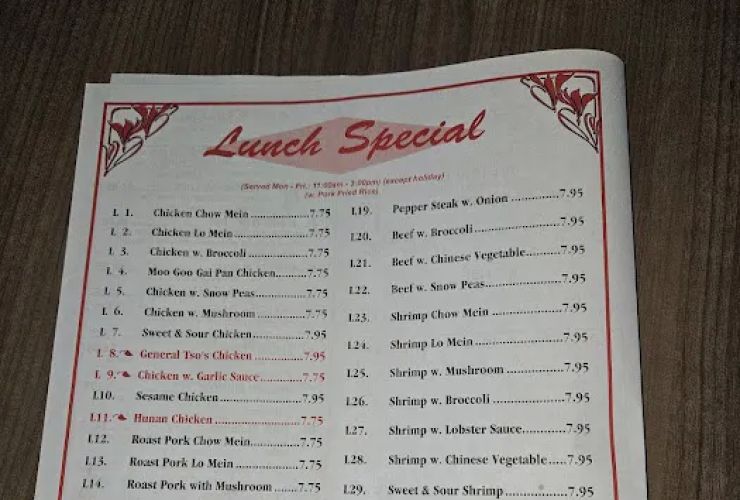 Lunch Special
(Served Mon - Fri.: 11:00am - 3:00pm) (except holiday)
(w. Pork Fried Rice)
L 1. Chicken Chow Mein ..................7.75
L 2. Chicken Lo Mein .......................7.75
L 3. Chicken w. Broccoli ...................7.75
L 4. Moo Goo Gai Pan Chicken........7.75
L 5. Chicken w. Snow Peas...............7.75
L 6. Chicken w. Mushroom ...............7.75
L 7. Sweet & Sour Chicken...............7.95
L 8. General Tso's Chicken ..............7.95
L 9. Chicken w. Garlic Sauce............7.75
L10. Sesame Chicken.......................7.95
L11. Hunan Chicken ........................7.75
L12. Roast Pork Chow Mein..............7.75
L13. Roast Pork Lo Mein ..................7.75
L14. Roast Pork with Mushroom .......7.75
L19. Pepper Steak w. Onion .............7.95
L20. Beef w. Broccoli.......................7.95
L21. Beef w. Chinese Vegetable........7.95
L22. Beef w. Snow Peas...................7.95
L23. Shrimp Chow Mein ..................7.95
L24. Shrimp Lo Mein .......................7.95
L25. Shrimp w. Mushroom ...............7.95
L26. Shrimp w. Broccoli ...................7.95
L27. Shrimp w. Lobster Sauce..........7.95
L28. Shrimp w. Chinese Vegetable.....7.95
L29. Sweet & Sour Shrimp...............7.95